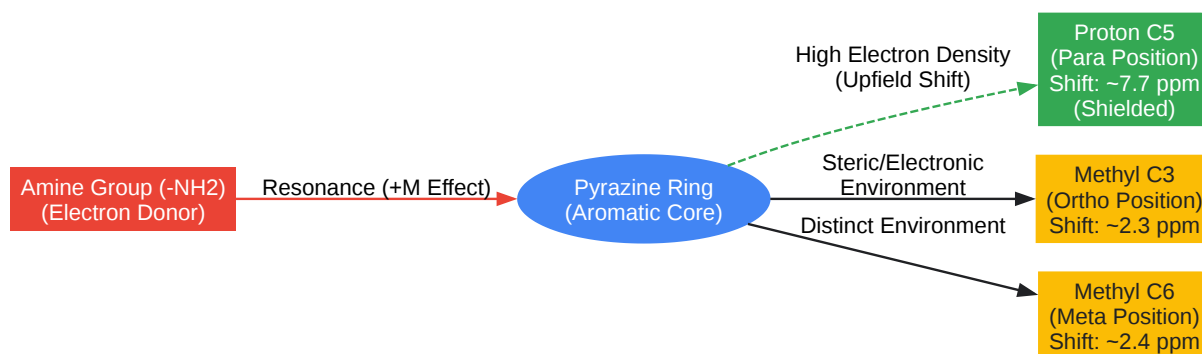 Amine Group (-NH2)
(Electron Donor)
Resonance (+M Effect)
Pyrazine Ring
(Aromatic Core)
High Electron Density
(Upfield Shift)
Steric/Electronic
Environment
Distinct Environment
Proton C5
(Para Position)
Shift: ~7.7 ppm
(Shielded)
Methyl C3
(Ortho Position)
Shift: ~2.3 ppm
Methyl C6
(Meta Position)
Shift: ~2.4 ppm